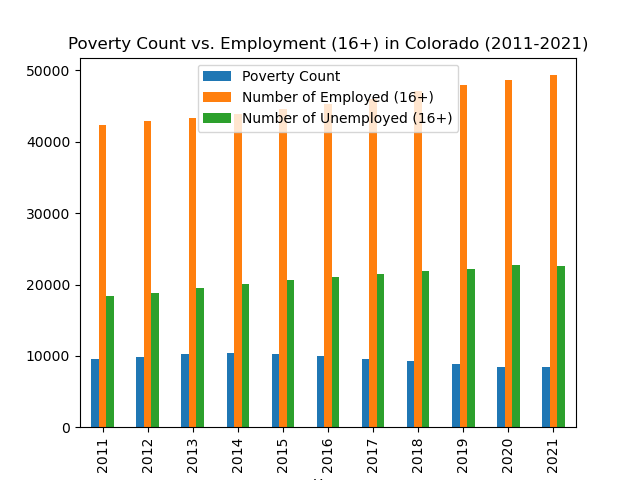 Poverty Count vs. Employment (16+) in Colorado (2011-2021)
Poverty Count
Number of Employed (16+)
Number of Unemployed (16+)
50000
40000
30000
20000
10000
0
2011 2012 2013 2014 2015 2016 2017 2018 2019 2020 2021